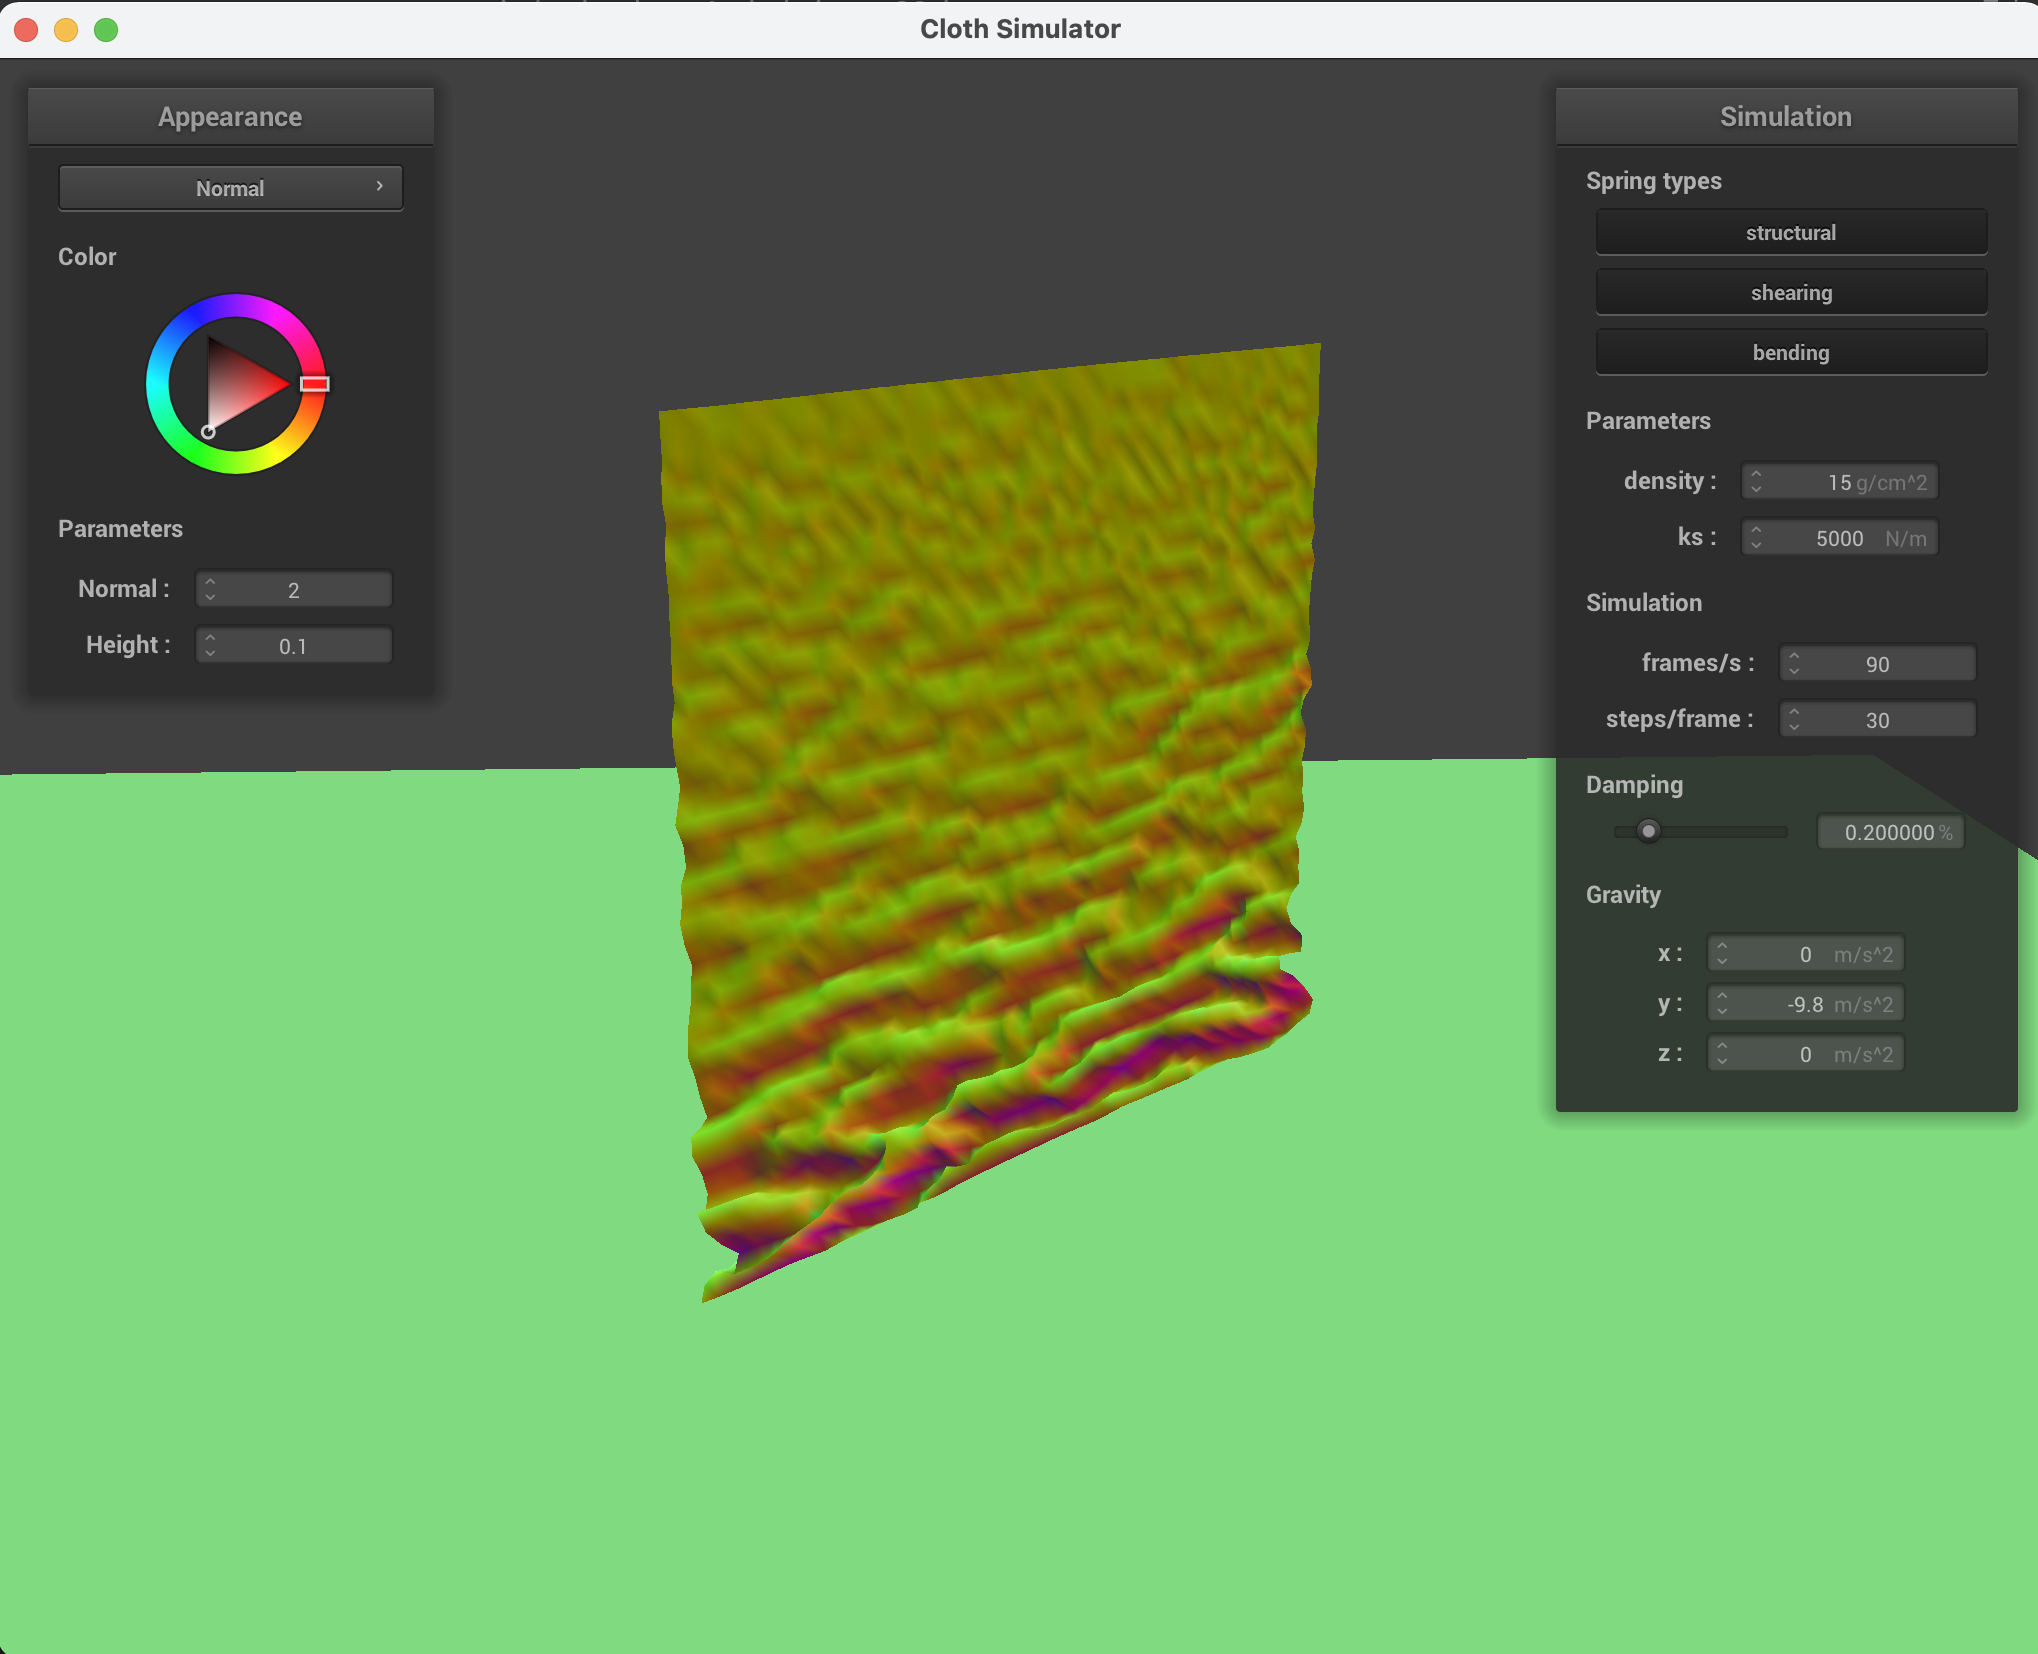 Cloth Simulator
Appearance
Normal
Color
Parameters
Normal : 2
Height : 0.1
Simulation
Spring types
structural
shearing
bending
Parameters
density : 15 g/cm^2
ks : 5000 N/m
Simulation
frames/s : 90
steps/frame : 30
Damping
0.200000 %
Gravity
x : 0 m/s^2
y : -9.8 m/s^2
z : 0 m/s^2